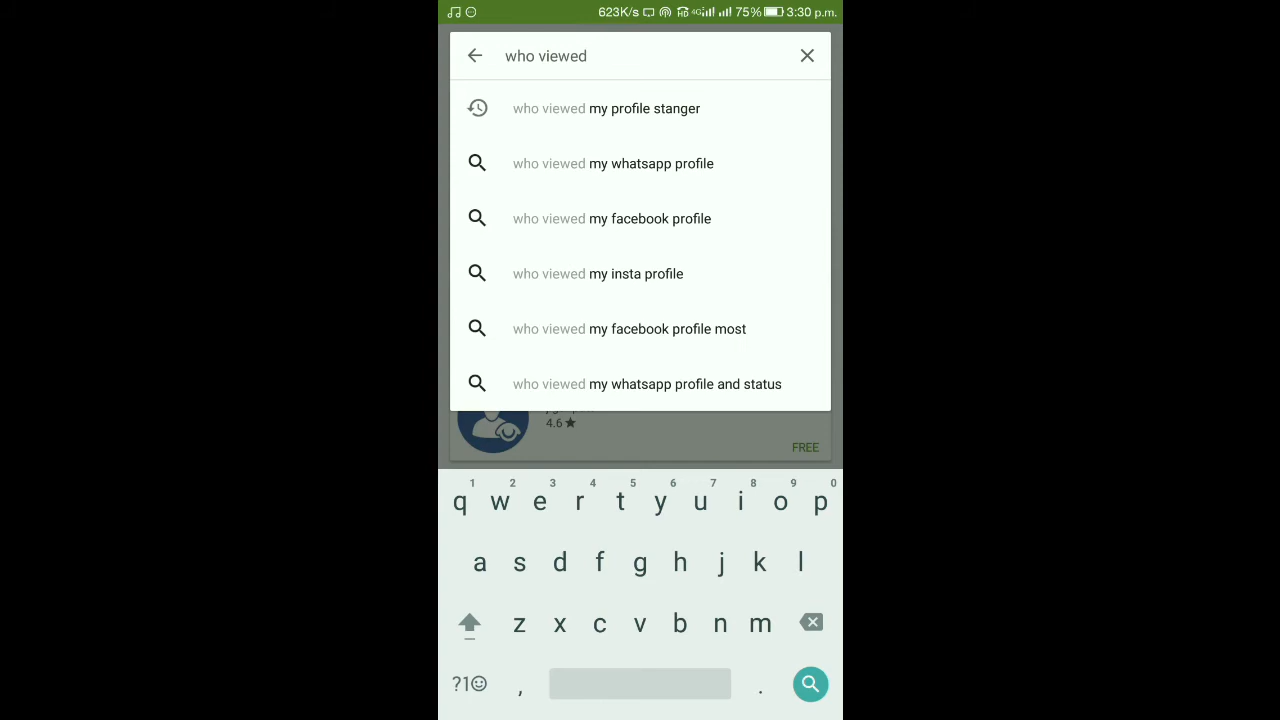 623K/s HD 4G 75% 3:30 p.m.
who viewed
who viewed my profile stanger
who viewed my whatsapp profile
who viewed my facebook profile
who viewed my insta profile
who viewed my facebook profile most
who viewed my whatsapp profile and status
4.6★
FREE
1 2 3 4 5 6 7 8 9 0
q w e r t y u i o p
a s d f g h j k l
z x c v b n m
?1☺ , .